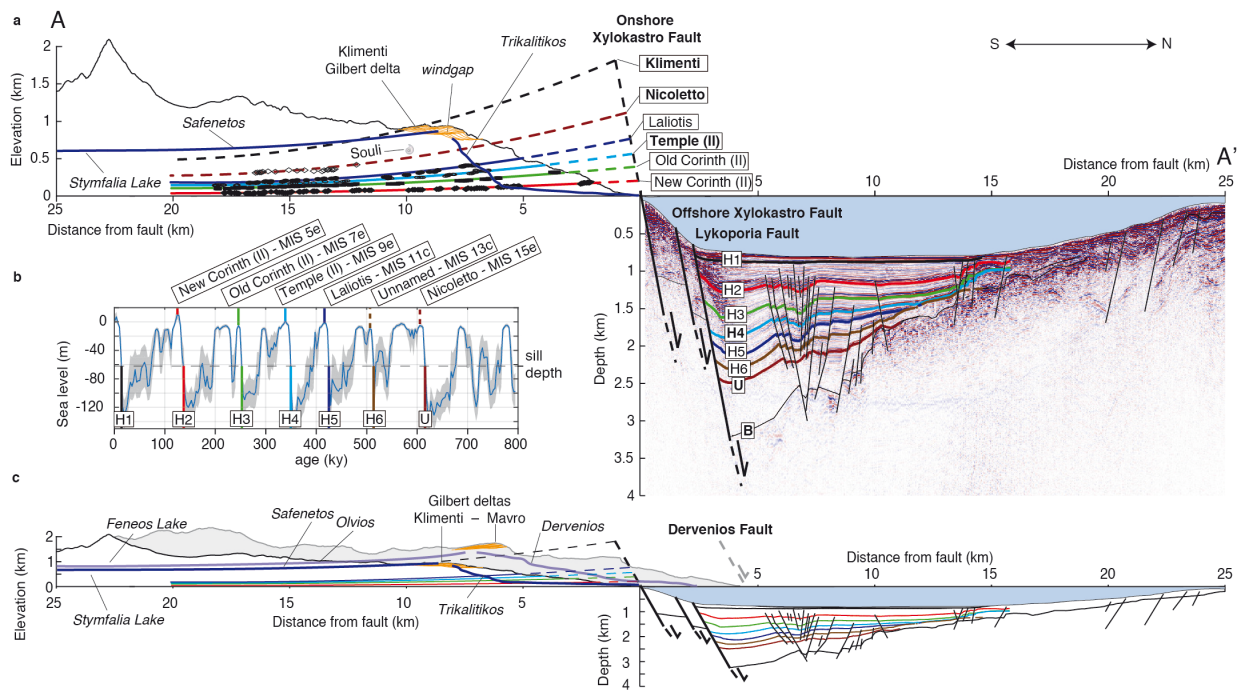 a
A
Onshore
Xylokastro Fault
S
N
Klimenti
Gilbert delta
windgap
Trikalitikos
Klimenti
Nicoletto
Laliotis
Temple (II)
Old Corinth (II)
New Corinth (II)
Safenetos
Souli
Stymfalia Lake
Elevation (km)
2
1.5
1
0.5
0
25
20
15
10
5
Distance from fault (km)
Distance from fault (km)
A'
5
10
15
20
25
Offshore Xylokastro Fault
Lykoporia Fault
H1
H2
H3
H4
H5
H6
U
B
Depth (km)
0.5
1
1.5
2
2.5
3
3.5
4
b
New Corinth (II) - MIS 5e
Old Corinth (II) - MIS 7e
Temple (II) - MIS 9e
Laliotis - MIS 11c
Unnamed - MIS 13c
Nicoletto - MIS 15e
Sea level (m)
0
-40
-80
-120
sill
depth
H1
H2
H3
H4
H5
H6
U
0
100
200
300
400
500
600
700
800
age (ky)
c
Feneos Lake
Safenetos
Olvios
Gilbert deltas
Klimenti – Mavro
Dervenios
Dervenios Fault
Elevation (km)
2
1
0
25
20
15
10
5
Stymfalia Lake
Distance from fault (km)
Trikalitikos
Distance from fault (km)
5
10
15
20
25
Depth (km)
1
2
3
4